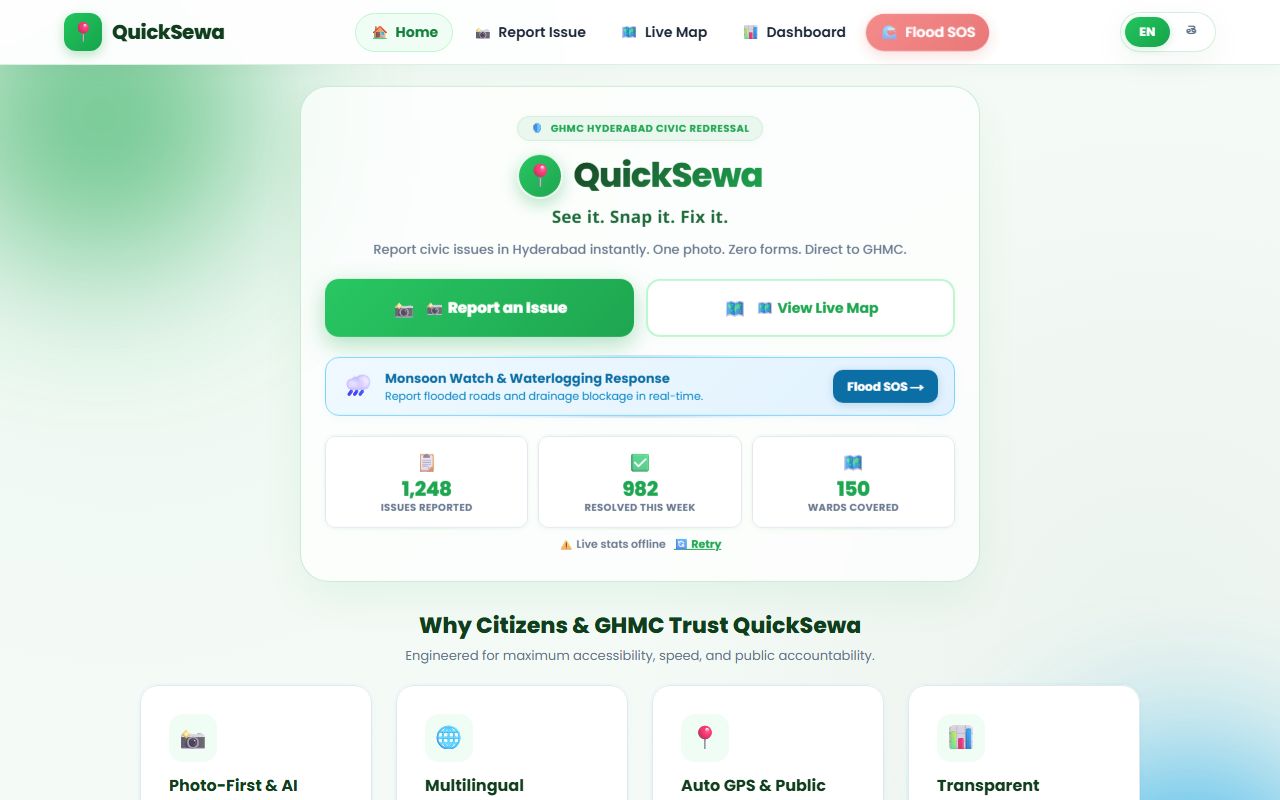 QuickSewa
Home
Report Issue
Live Map
Dashboard
Flood SOS
EN
తె
GHMC HYDERABAD CIVIC REDRESSAL
QuickSewa
See it. Snap it. Fix it.
Report civic issues in Hyderabad instantly. One photo. Zero forms. Direct to GHMC.
Report an Issue
View Live Map
Monsoon Watch & Waterlogging Response
Report flooded roads and drainage blockage in real-time.
Flood SOS →
1,248
ISSUES REPORTED
982
RESOLVED THIS WEEK
150
WARDS COVERED
Live stats offline
Retry
Why Citizens & GHMC Trust QuickSewa
Engineered for maximum accessibility, speed, and public accountability.
Photo-First & AI
Multilingual
Auto GPS & Public
Transparent